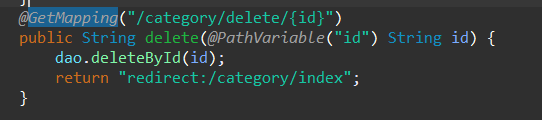 }
@GetMapping("/category/delete/{id}")
public String delete(@PathVariable("id") String id) {
    dao.deleteById(id);
    return "redirect:/category/index";
}